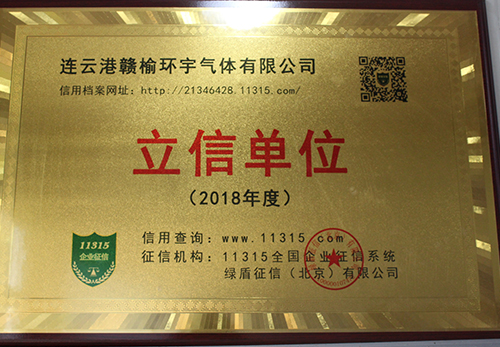 连云港赣榆环宇气体有限公司
信用档案网址：http://21346428.11315.com/
立信单位
（2018年度）
信用查询：www.11315.com
征信机构：11315全国企业征信系统
绿盾征信（北京）有限公司
11315
企业征信